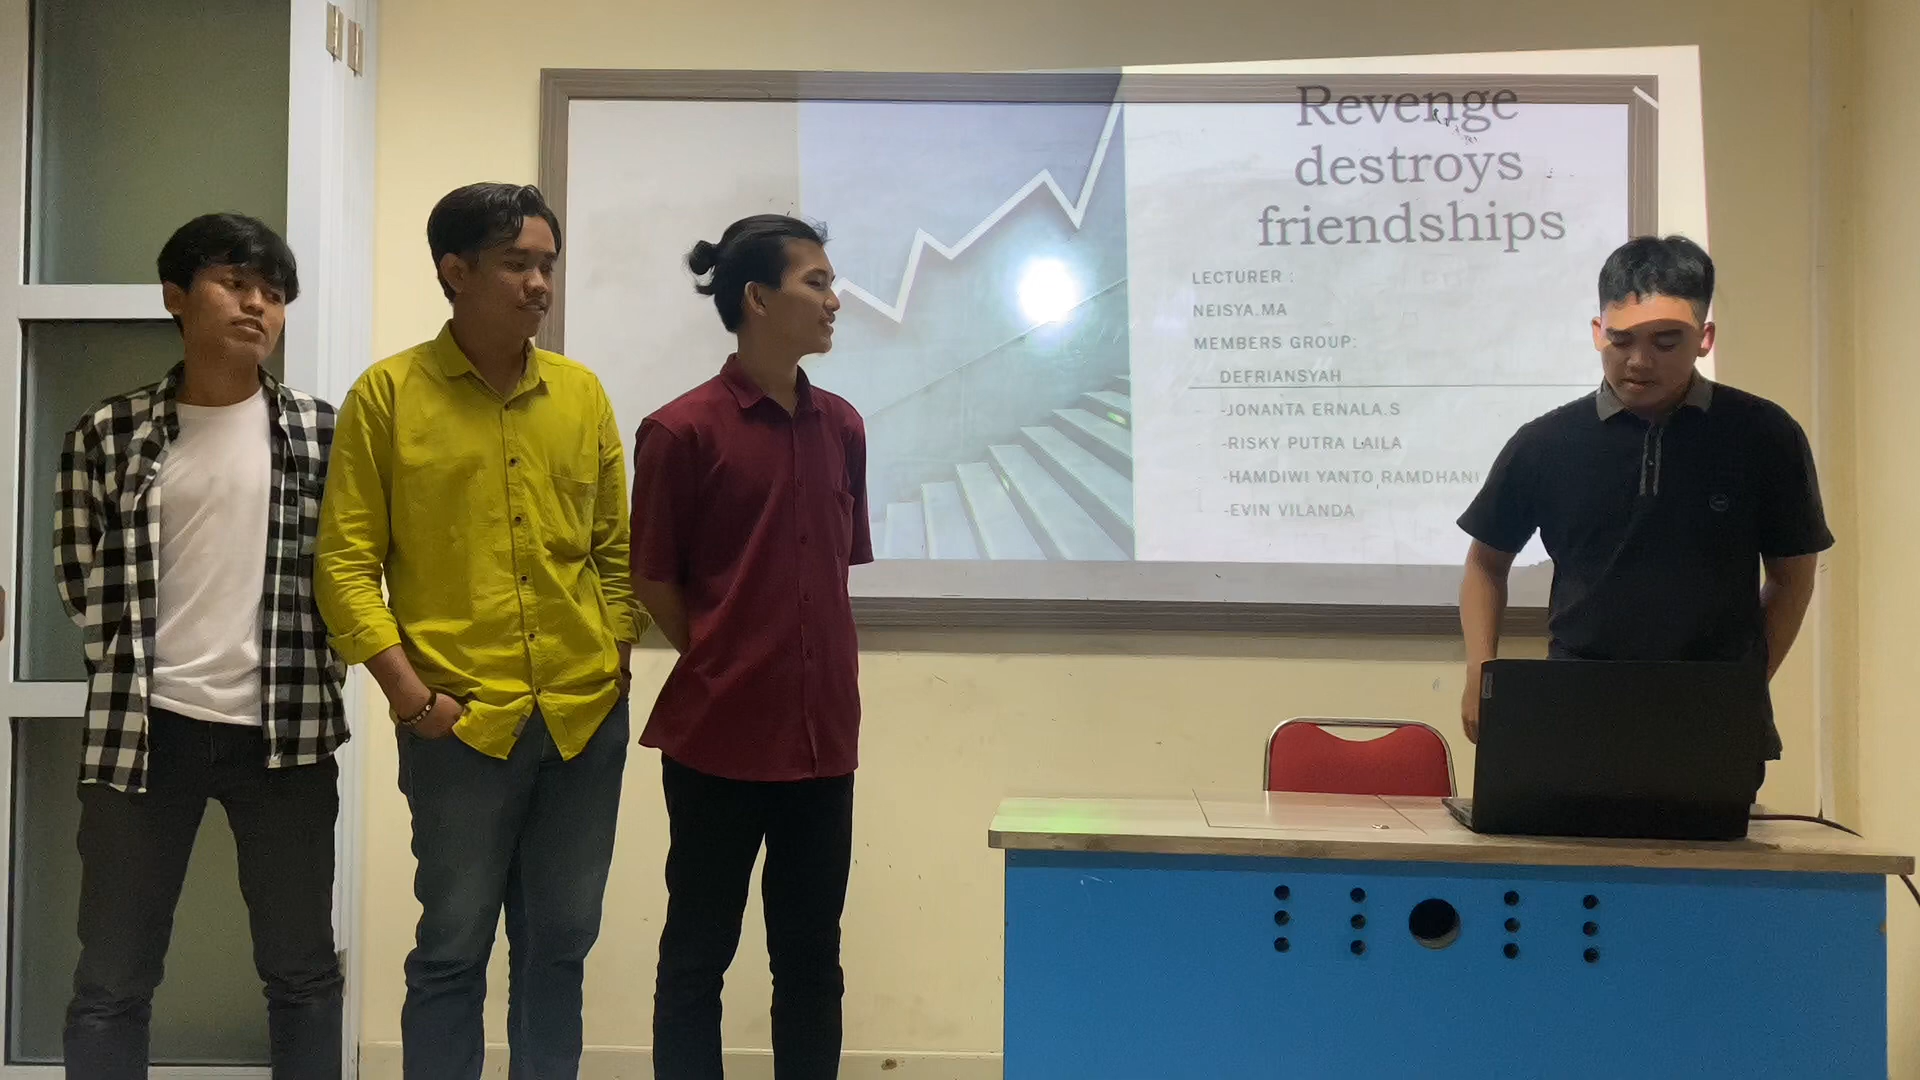 Revenge
destroys
friendships
LECTURER :
NEISYA.MA
MEMBERS GROUP:
DEFRIANSYAH
-JONANTA ERNALA.S
-RISKY PUTRA LAILA
-HAMDIWI YANTO RAMDHANI
-EVIN VILANDA